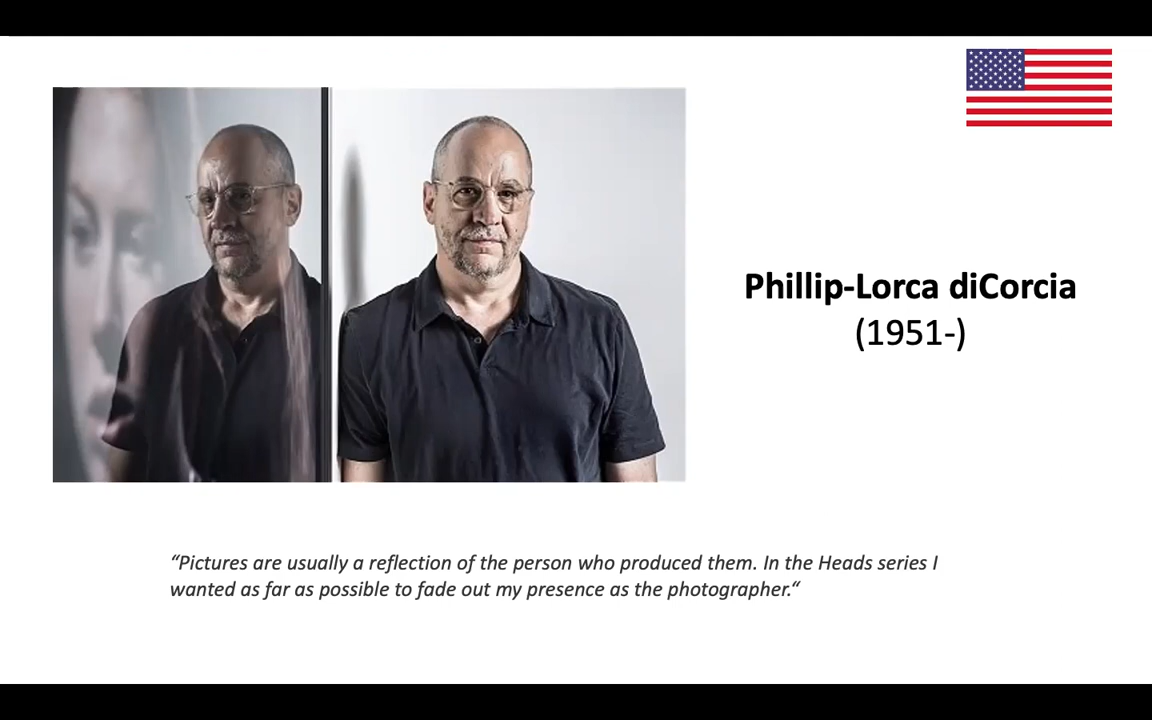 Phillip-Lorca diCorcia
(1951-)
“Pictures are usually a reflection of the person who produced them. In the Heads series I
wanted as far as possible to fade out my presence as the photographer.“